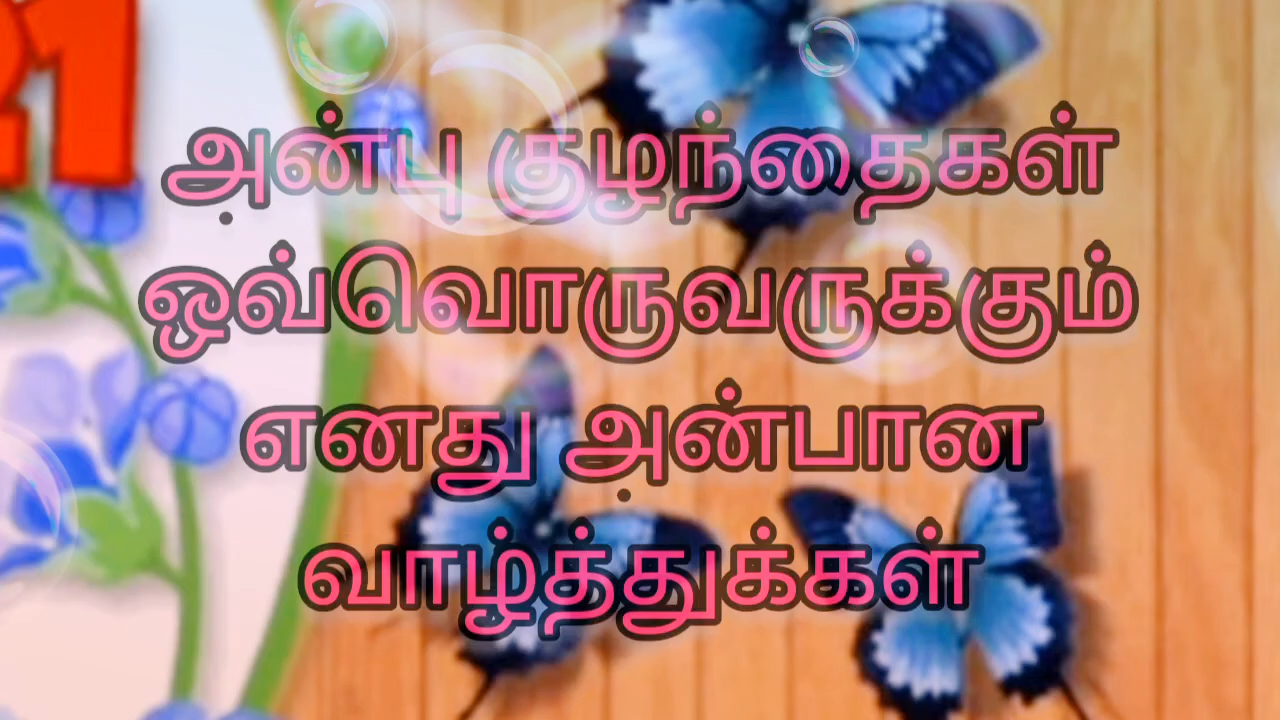 அன்பு குழந்தைகள்
ஒவ்வொருவருக்கும்
எனது அன்பான
வாழ்த்துக்கள்